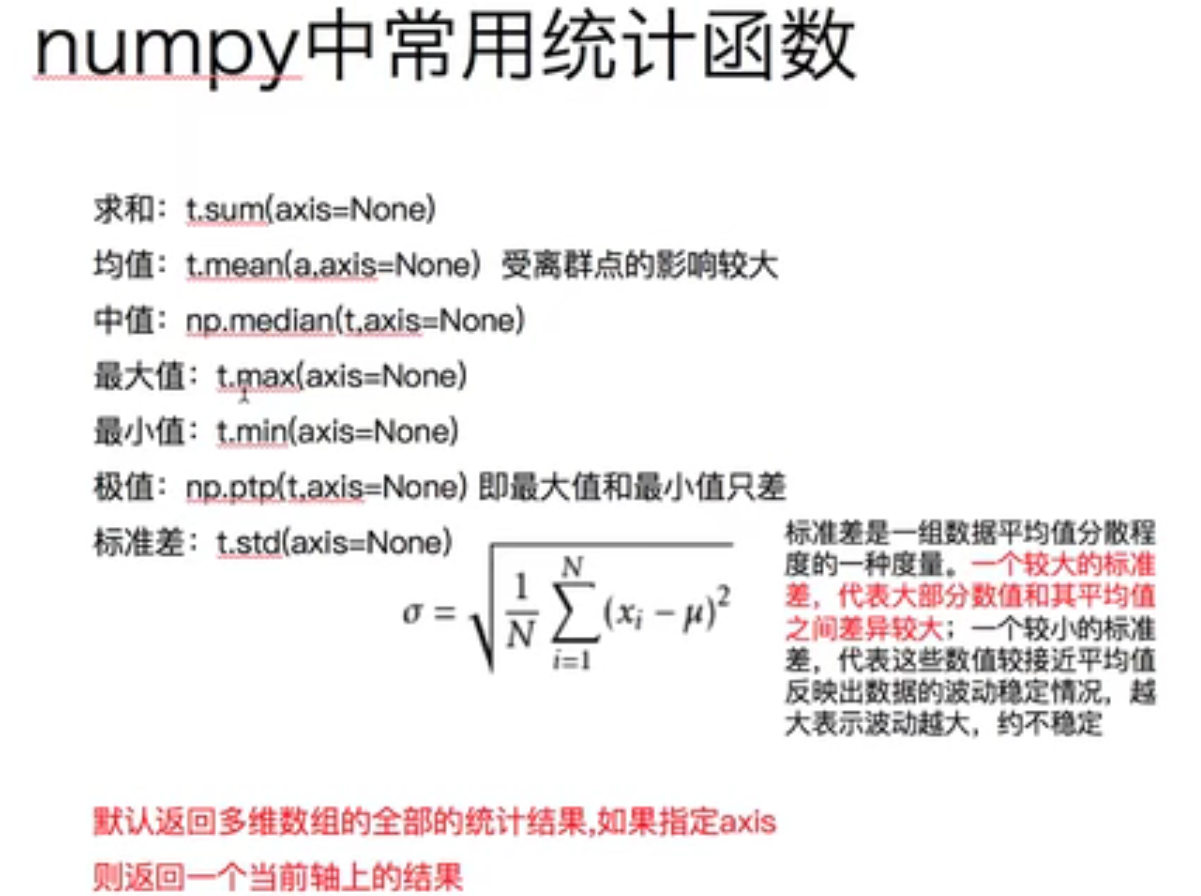 numpy中常用统计函数
求和：t.sum(axis=None)
均值：t.mean(a,axis=None) 受离群点的影响较大
中值：np.median(t,axis=None)
最大值：t.max(axis=None)
最小值：t.min(axis=None)
极值：np.ptp(t,axis=None) 即最大值和最小值只差
标准差：t.std(axis=None)
σ = √(1/N ∑_{i=1}^{N} (x_i − μ)²)
标准差是一组数据平均值分散程
度的一种度量。一个较大的标准
差，代表大部分数值和其平均值
之间差异较大；一个较小的标准
差，代表这些数值较接近平均值
反映出数据的波动稳定情况，越
大表示波动越大，约不稳定
默认返回多维数组的全部的统计结果,如果指定axis
则返回一个当前轴上的结果